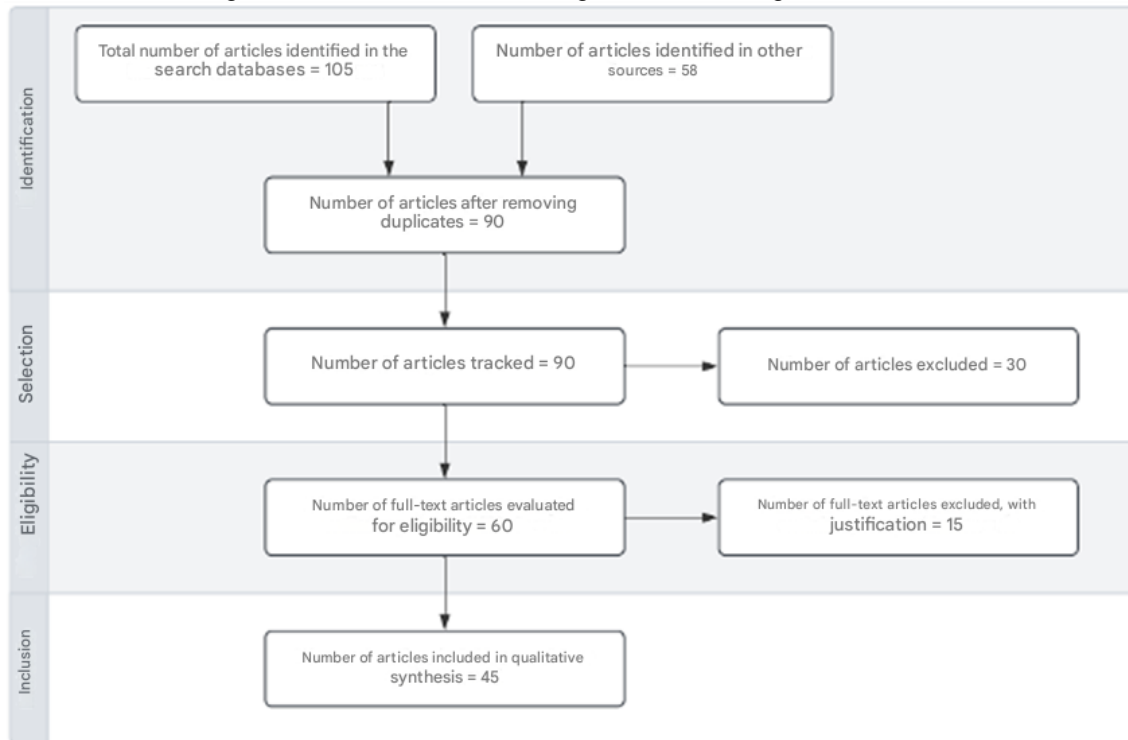 Identification
Total number of articles identified in the
search databases = 105
Number of articles identified in other
sources = 58
Number of articles after removing
duplicates = 90
Selection
Number of articles tracked = 90
Number of articles excluded = 30
Eligibility
Number of full-text articles evaluated
for eligibility = 60
Number of full-text articles excluded, with
justification = 15
Inclusion
Number of articles included in qualitative
synthesis = 45